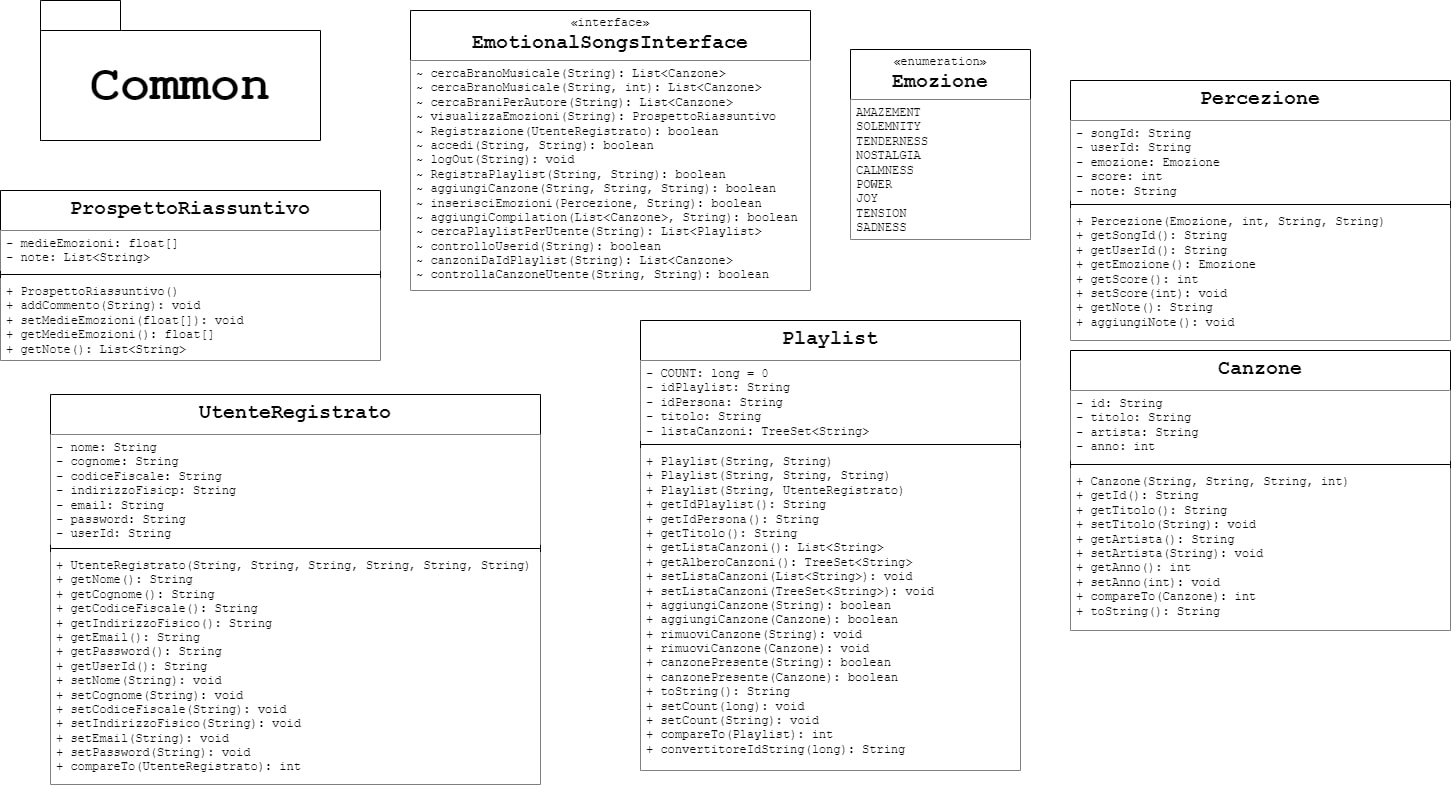 Common
«interface»
EmotionalSongsInterface
~ cercaBranoMusicale(String): List<Canzone>
~ cercaBranoMusicale(String, int): List<Canzone>
~ cercaBraniPerAutore(String): List<Canzone>
~ visualizzaEmozioni(String): ProspettoRiassuntivo
~ Registrazione(UtenteRegistrato): boolean
~ accedi(String, String): boolean
~ logOut(String): void
~ RegistraPlaylist(String, String): boolean
~ aggiungiCanzone(String, String, String): boolean
~ inserisciEmozioni(Percezione, String): boolean
~ aggiungiCompilation(List<Canzone>, String): boolean
~ cercaPlaylistPerUtente(String): List<Playlist>
~ controlloUserid(String): boolean
~ canzoniDaIdPlaylist(String): List<Canzone>
~ controllaCanzoneUtente(String, String): boolean
«enumeration»
Emozione
AMAZEMENT
SOLEMNITY
TENDERNESS
NOSTALGIA
CALMNESS
POWER
JOY
TENSION
SADNESS
Percezione
- songId: String
- userId: String
- emozione: Emozione
- score: int
- note: String
+ Percezione(Emozione, int, String, String)
+ getSongId(): String
+ getUserId(): String
+ getEmozione(): Emozione
+ getScore(): int
+ setScore(int): void
+ getNote(): String
+ aggiungiNote(): void
ProspettoRiassuntivo
- medieEmozioni: float[]
- note: List<String>
+ ProspettoRiassuntivo()
+ addCommento(String): void
+ setMedieEmozioni(float[]): void
+ getMedieEmozioni(): float[]
+ getNote(): List<String>
Playlist
- COUNT: long = 0
- idPlaylist: String
- idPersona: String
- titolo: String
- listaCanzoni: TreeSet<String>
+ Playlist(String, String)
+ Playlist(String, String, String)
+ Playlist(String, UtenteRegistrato)
+ getIdPlaylist(): String
+ getIdPersona(): String
+ getTitolo(): String
+ getListaCanzoni(): List<String>
+ getAlberoCanzoni(): TreeSet<String>
+ setListaCanzoni(List<String>): void
+ setListaCanzoni(TreeSet<String>): void
+ aggiungiCanzone(String): boolean
+ aggiungiCanzone(Canzone): boolean
+ rimuoviCanzone(String): void
+ rimuoviCanzone(Canzone): void
+ canzonePresente(String): boolean
+ canzonePresente(Canzone): boolean
+ toString(): String
+ setCount(long): void
+ setCount(String): void
+ compareTo(Playlist): int
+ convertitoreIdString(long): String
Canzone
- id: String
- titolo: String
- artista: String
- anno: int
+ Canzone(String, String, String, int)
+ getId(): String
+ getTitolo(): String
+ setTitolo(String): void
+ getArtista(): String
+ setArtista(String): void
+ getAnno(): int
+ setAnno(int): void
+ compareTo(Canzone): int
+ toString(): String
UtenteRegistrato
- nome: String
- cognome: String
- codiceFiscale: String
- indirizzoFisicp: String
- email: String
- password: String
- userId: String
+ UtenteRegistrato(String, String, String, String, String, String)
+ getNome(): String
+ getCognome(): String
+ getCodiceFiscale(): String
+ getIndirizzoFisico(): String
+ getEmail(): String
+ getPassword(): String
+ getUserId(): String
+ setNome(String): void
+ setCognome(String): void
+ setCodiceFiscale(String): void
+ setIndirizzoFisico(String): void
+ setEmail(String): void
+ setPassword(String): void
+ compareTo(UtenteRegistrato): int